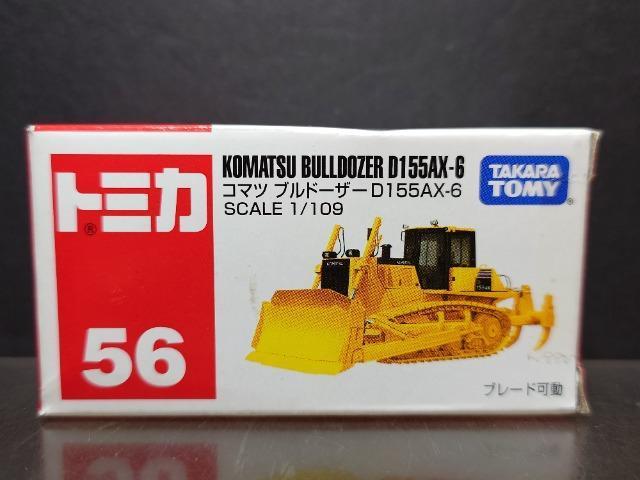 トミカ
®
56
KOMATSU BULLDOZER D155AX-6
コマツ ブルドーザー D155AX-6
SCALE 1/109
TAKARA
TOMY
®
ブレード可動